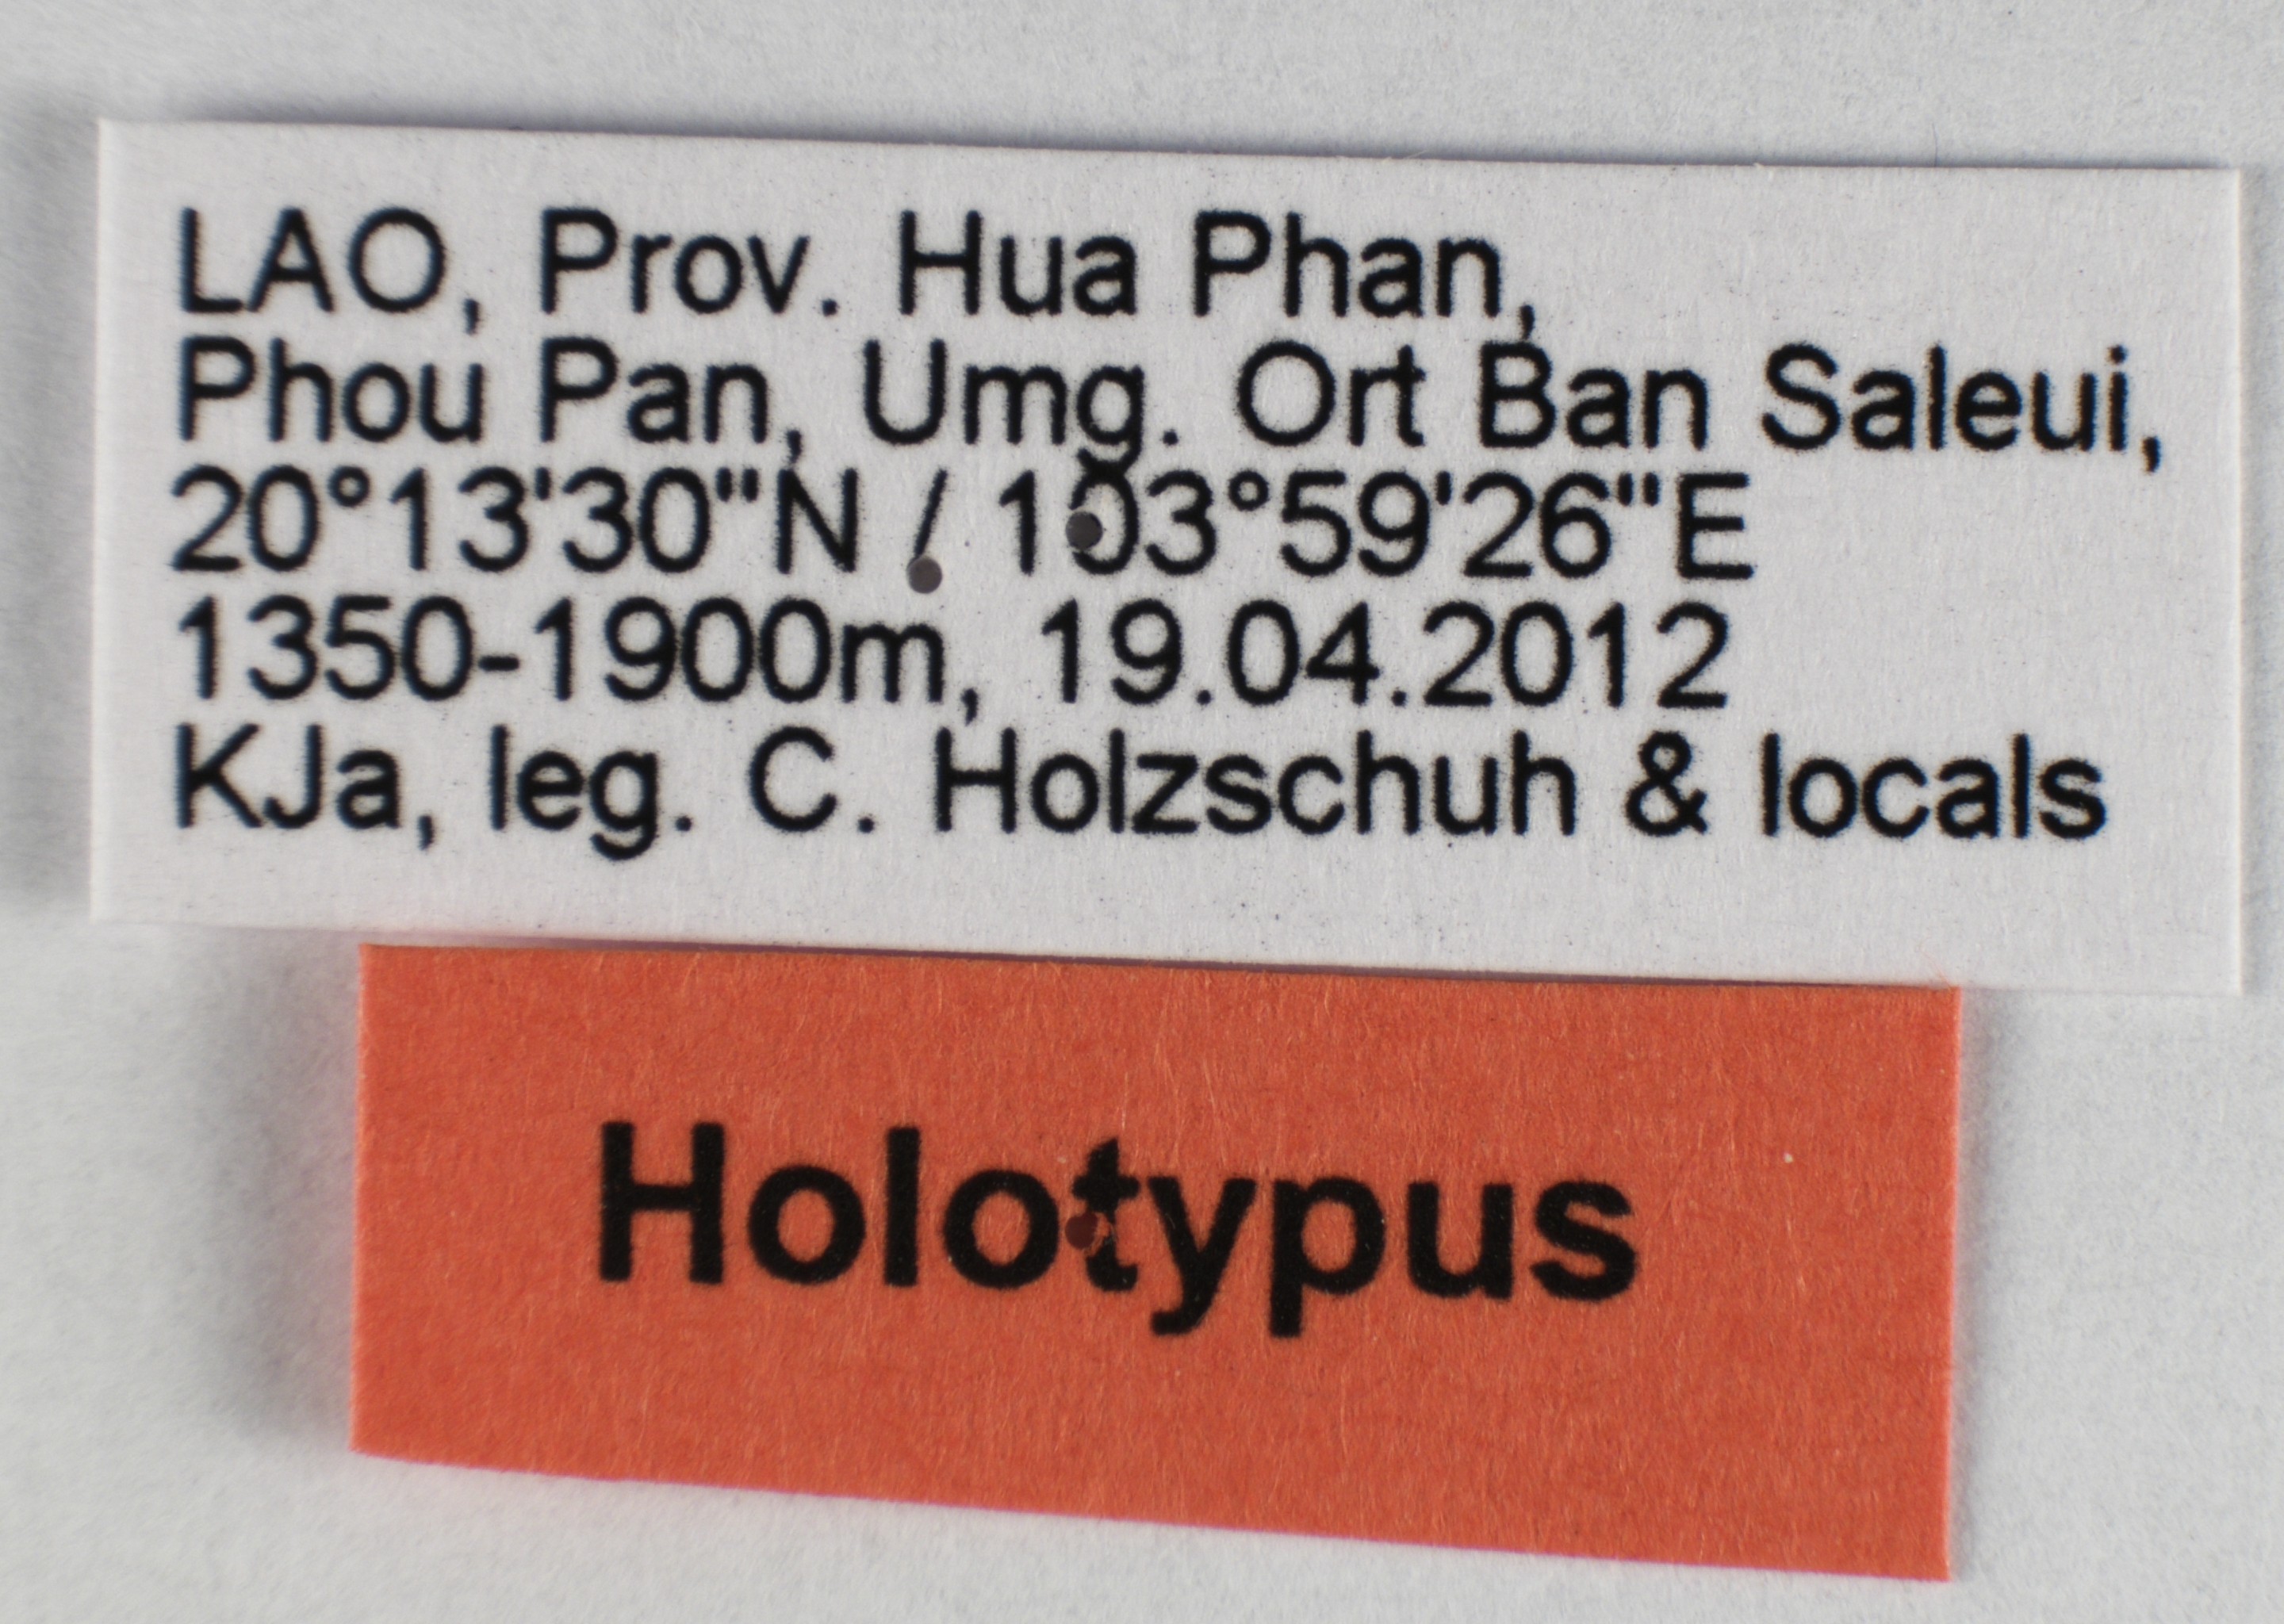 LAO, Prov. Hua Phan,
Phou Pan, Umg. Ort Ban Saleui,
20°13'30"N / 103°59'26"E
1350-1900m, 19.04.2012
KJa, leg. C. Holzschuh & locals
Holotypus